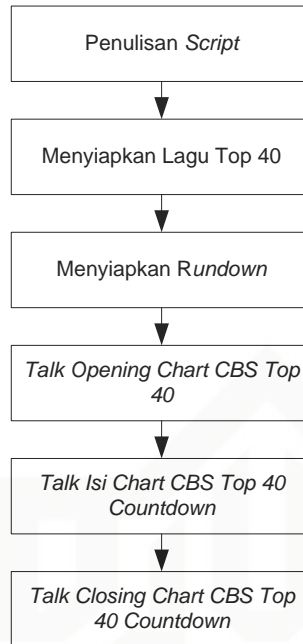 Penulisan Script
Menyiapkan Lagu Top 40
Menyiapkan Rundown
Talk Opening Chart CBS Top
40
Talk Isi Chart CBS Top 40
Countdown
Talk Closing Chart CBS Top
40 Countdown